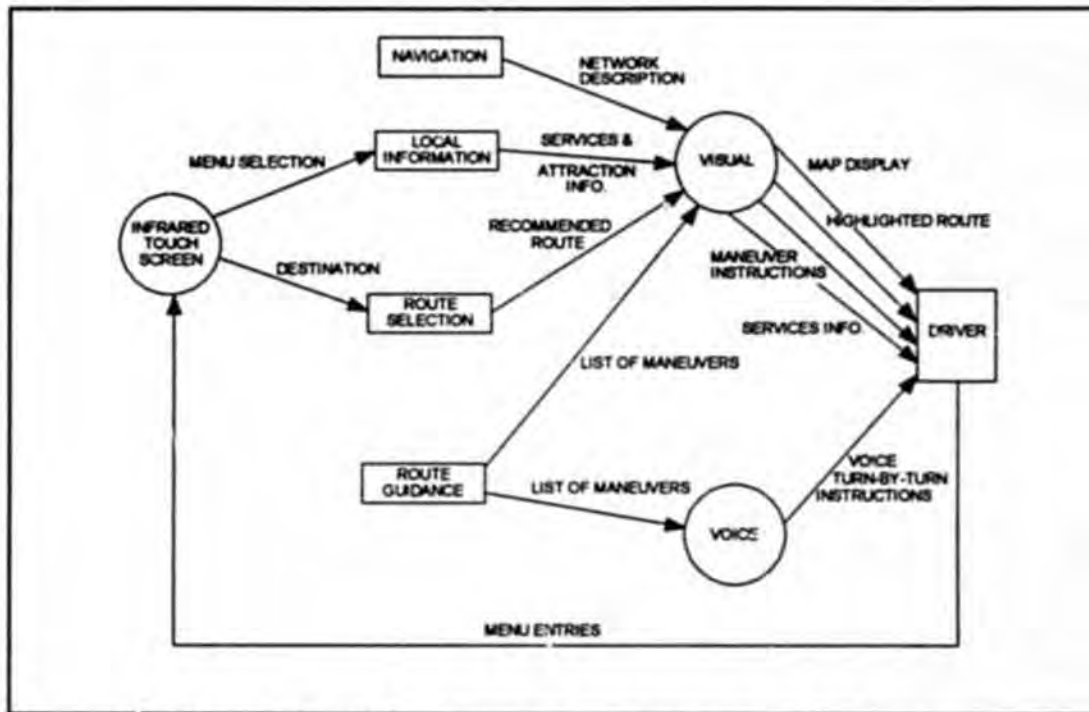 NAVIGATION
NETWORK
DESCRIPTION
LOCAL
INFORMATION
SERVICES &
ATTRACTION
INFO.
VISUAL
MAP DISPLAY
MENU SELECTION
INFRARED
TOUCH
SCREEN
RECOMMENDED
ROUTE
HIGHLIGHTED ROUTE
MANEUVER
INSTRUCTIONS
DESTINATION
ROUTE
SELECTION
SERVICES INFO
DRIVER
LIST OF MANEUVERS
ROUTE
GUIDANCE
LIST OF MANEUVERS
VOICE
VOICE
TURN-BY-TURN
INSTRUCTIONS
MENU ENTRIES